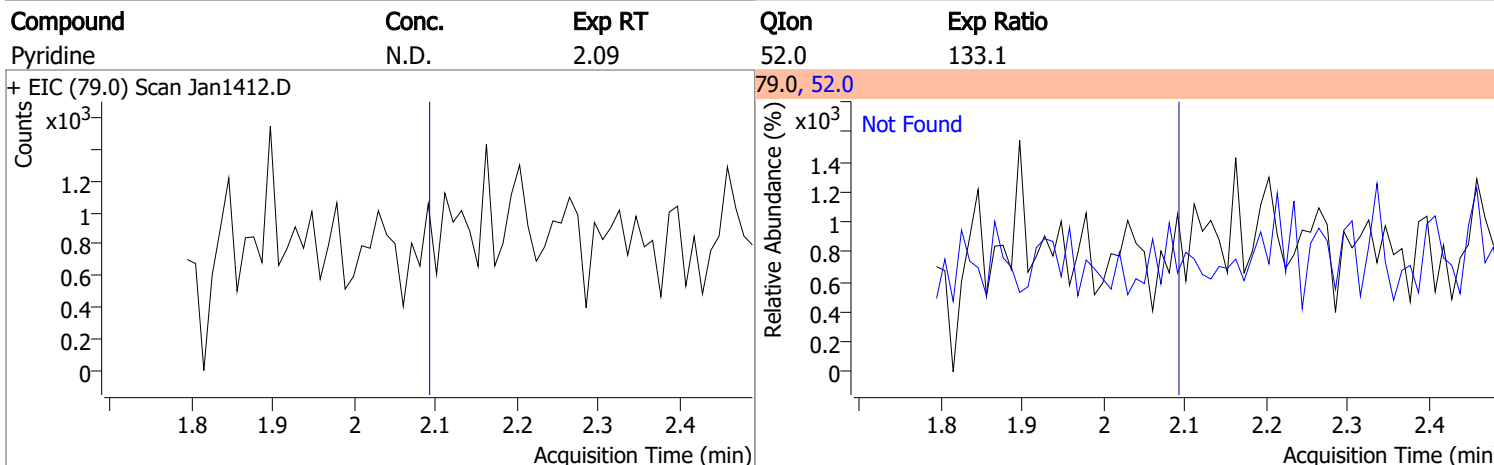 Compound Conc. Exp RT QIon Exp Ratio
Pyridine N.D. 2.09 52.0 133.1
+ EIC (79.0) Scan Jan1412.D
Counts
x10³
1.2
1
0.8
0.6
0.4
0.2
0
1.8 1.9 2 2.1 2.2 2.3 2.4
Acquisition Time (min)
79.0, 52.0
Relative Abundance (%)
x10³
Not Found
1.4
1.2
1
0.8
0.6
0.4
0.2
0
1.8 1.9 2 2.1 2.2 2.3 2.4
Acquisition Time (min